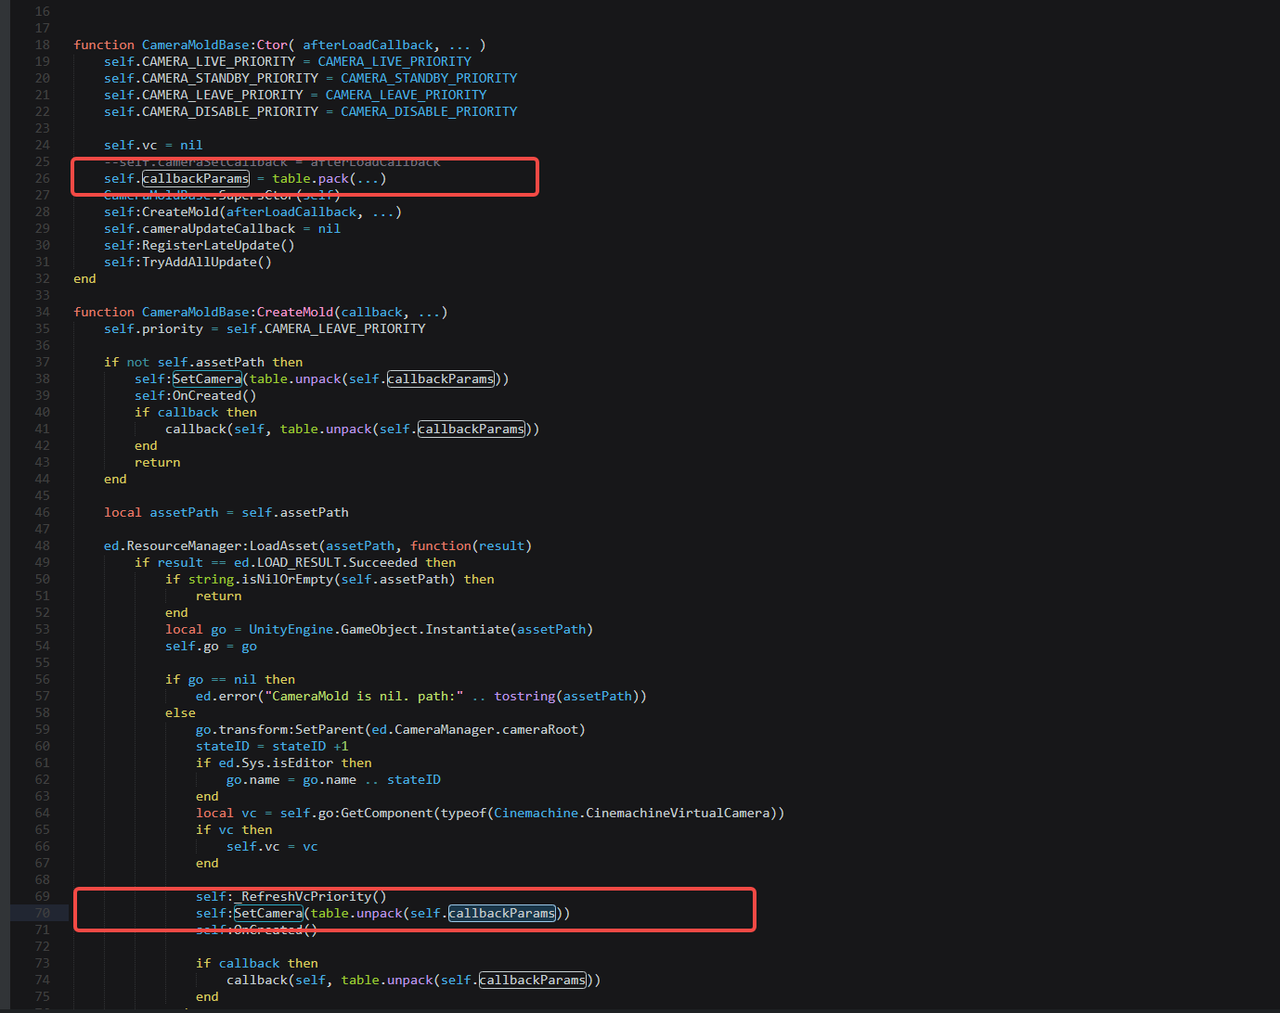 16
17
18 function CameraMoldBase:Ctor( afterLoadCallback, ... )
19 self.CAMERA_LIVE_PRIORITY = CAMERA_LIVE_PRIORITY
20 self.CAMERA_STANDBY_PRIORITY = CAMERA_STANDBY_PRIORITY
21 self.CAMERA_LEAVE_PRIORITY = CAMERA_LEAVE_PRIORITY
22 self.CAMERA_DISABLE_PRIORITY = CAMERA_DISABLE_PRIORITY
23
24 self.vc = nil
25 --self.cameraSetCallback = afterLoadCallback
26 self.callbackParams = table.pack(...)
27 CameraMoldBase.SupersCtor(self)
28 self:CreateMold(afterLoadCallback, ...)
29 self.cameraUpdateCallback = nil
30 self:RegisterLateUpdate()
31 self:TryAddAllUpdate()
32 end
33
34 function CameraMoldBase:CreateMold(callback, ...)
35 self.priority = self.CAMERA_LEAVE_PRIORITY
36
37 if not self.assetPath then
38 self:SetCamera(table.unpack(self.callbackParams))
39 self:OnCreated()
40 if callback then
41 callback(self, table.unpack(self.callbackParams))
42 end
43 return
44 end
45
46 local assetPath = self.assetPath
47
48 ed.ResourceManager:LoadAsset(assetPath, function(result)
49 if result == ed.LOAD_RESULT.Succeeded then
50 if string.isNilOrEmpty(self.assetPath) then
51 return
52 end
53 local go = UnityEngine.GameObject.Instantiate(assetPath)
54 self.go = go
55
56 if go == nil then
57 ed.error("CameraMold is nil. path:" .. tostring(assetPath))
58 else
59 go.transform:SetParent(ed.CameraManager.cameraRoot)
60 stateID = stateID +1
61 if ed.Sys.isEditor then
62 go.name = go.name .. stateID
63 end
64 local vc = self.go:GetComponent(typeof(Cinemachine.CinemachineVirtualCamera))
65 if vc then
66 self.vc = vc
67 end
68
69 self:_RefreshVcPriority()
70 self:SetCamera(table.unpack(self.callbackParams))
71 self:OnCreated()
72
73 if callback then
74 callback(self, table.unpack(self.callbackParams))
75 end